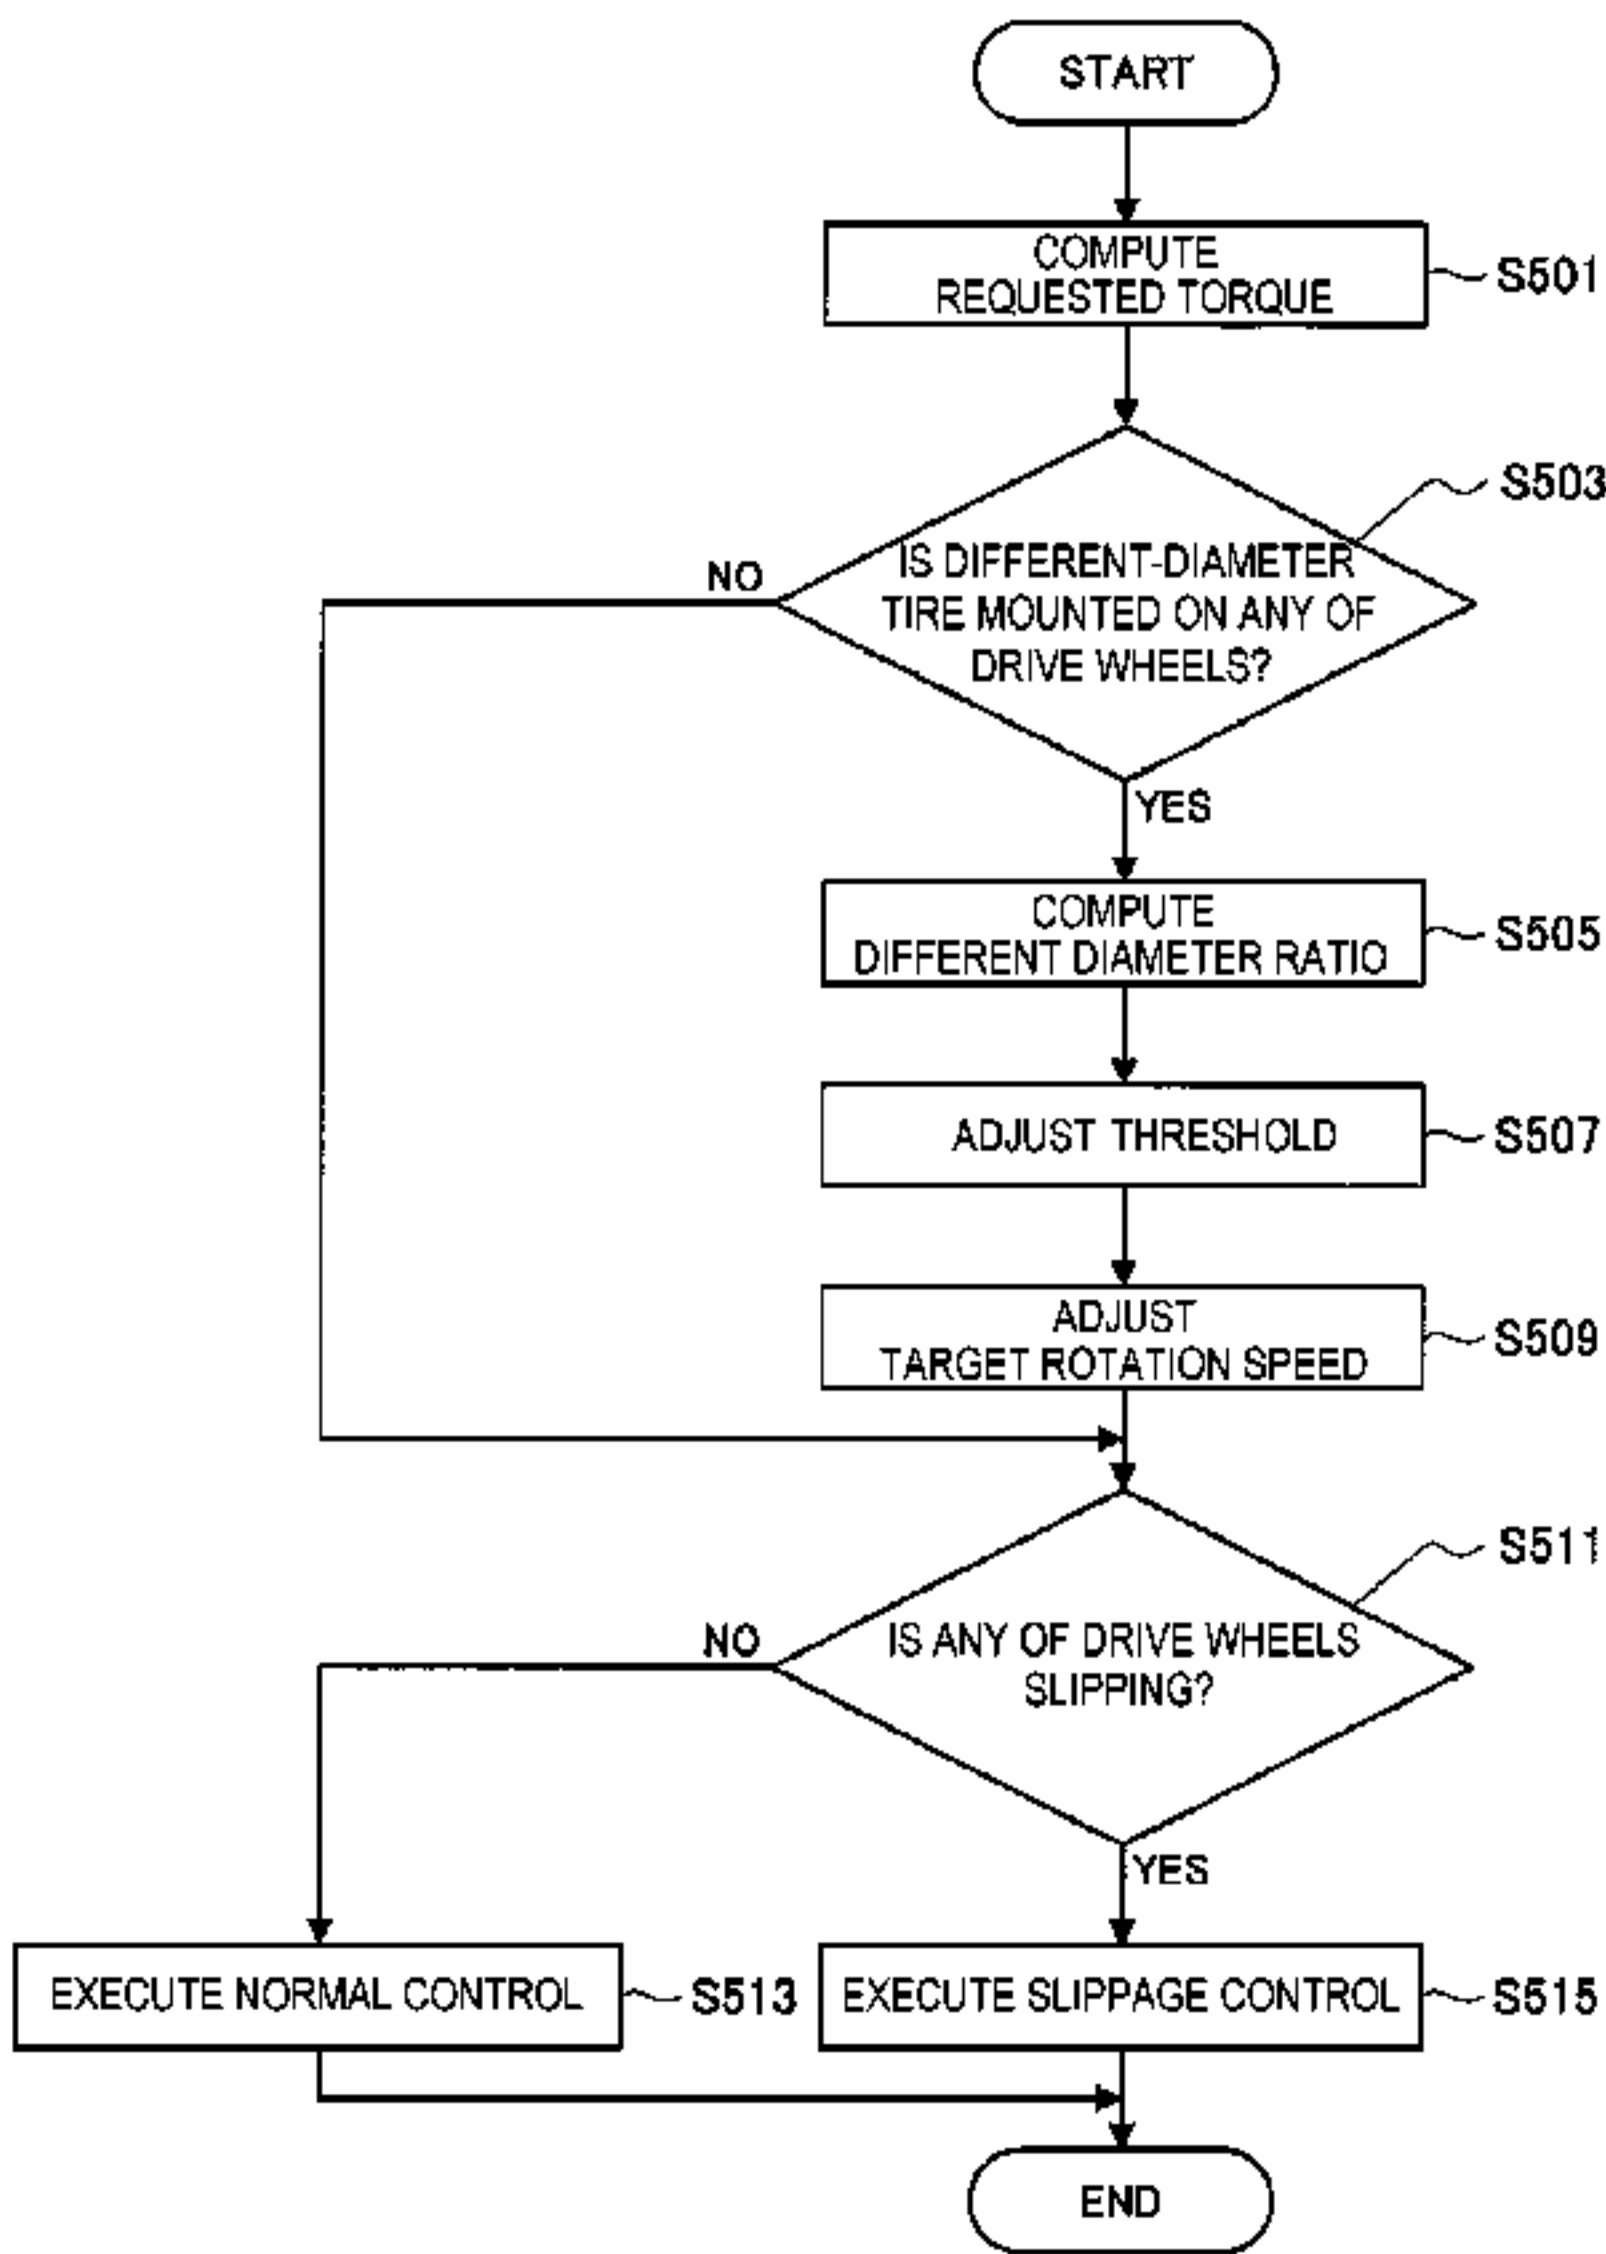 START
COMPUTE
REQUESTED TORQUE
S501
S503
NO
IS DIFFERENT-DIAMETER
TIRE MOUNTED ON ANY OF
DRIVE WHEELS?
YES
COMPUTE
DIFFERENT DIAMETER RATIO
S505
ADJUST THRESHOLD
S507
ADJUST
TARGET ROTATION SPEED
S509
S511
NO
IS ANY OF DRIVE WHEELS
SLIPPING?
YES
EXECUTE NORMAL CONTROL
S513
EXECUTE SLIPPAGE CONTROL
S515
END